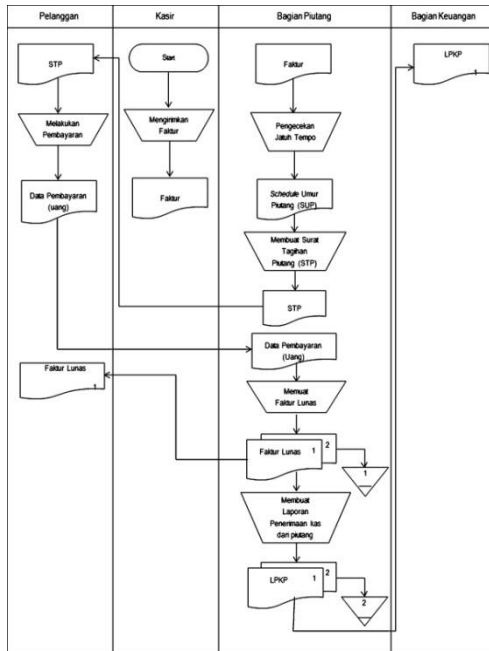 Pelanggan
Kasir
Bagian Piutang
Bagian Keuangan
STP
Start
Faktur
LPKP
1
Melakukan
Pembayaran
Mengirimkan
Faktur
Pengecekan
Jatuh Tempo
Data Pembayaran
(uang)
Faktur
Schedule Umur
Piutang (SUP)
Membuat Surat
Tagihan
Piutang (STP)
STP
Data Pembayaran
(Uang)
Faktur Lunas
1
Memuat
Faktur Lunas
2
Faktur Lunas
1
1
Membuat
Laporan
Penerimaan kas
dari piutang
2
LPKP
1
2